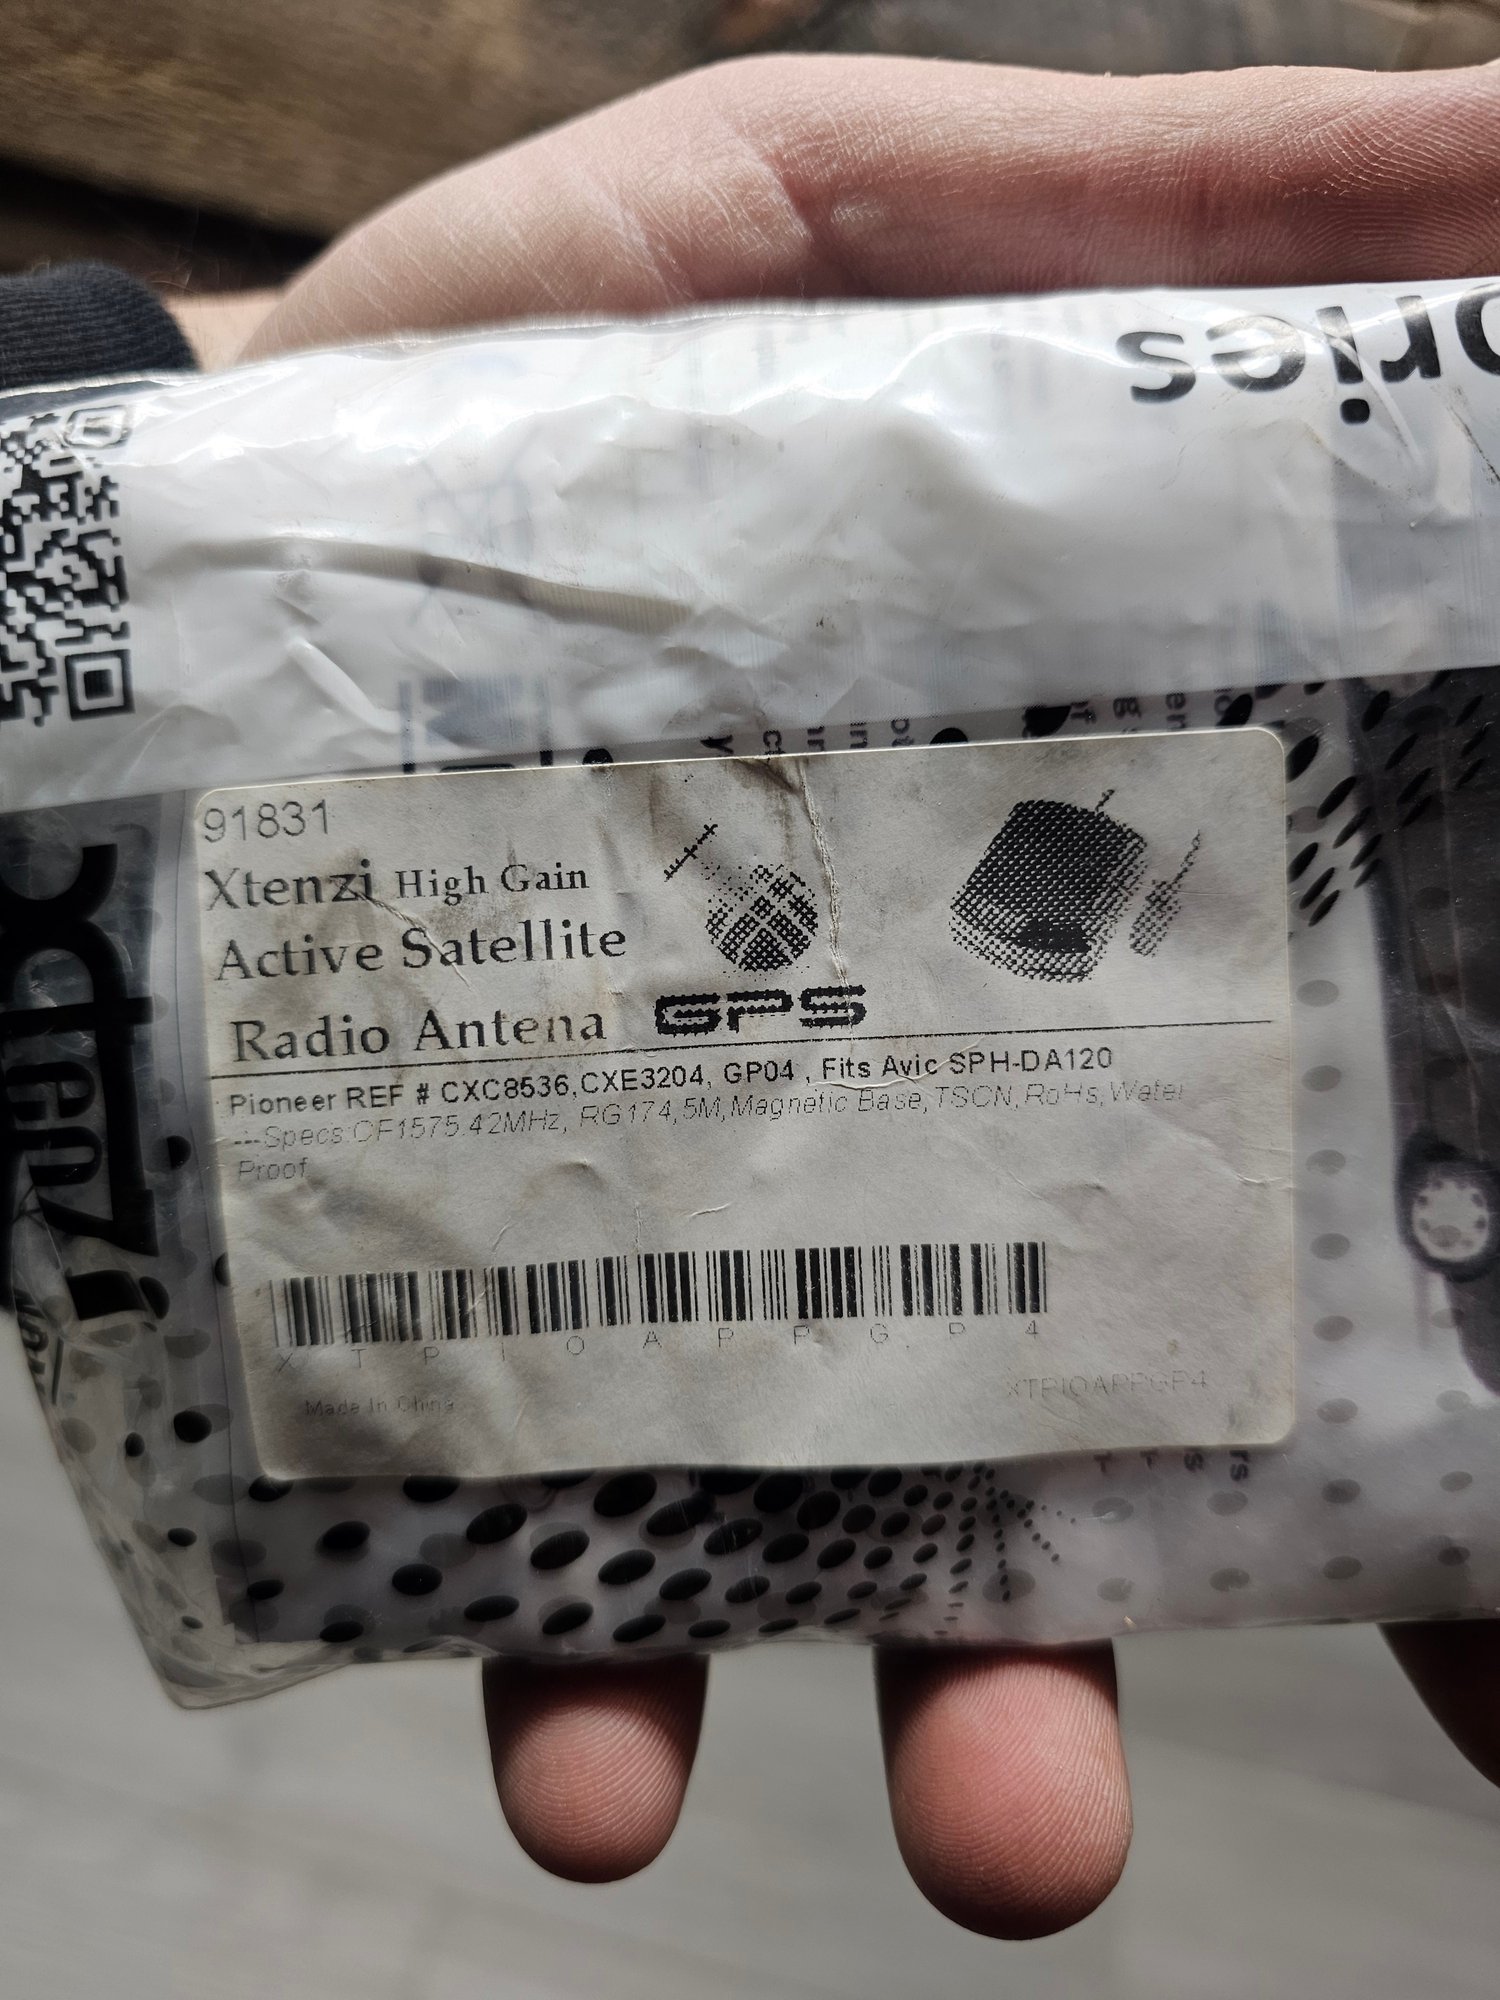 ories
91831
Xtenzi High Gain
Active Satellite
Radio Antena
GPS
Pioneer REF # CXC8536,CXE3204, GP04 , Fits Avic SPH-DA120
---Specs:CF1575.42MHz, RG174,5M,Magnetic Base,TSCN,RoHs,Water
Proof
X T P I O A P P G P 4
XTPIOAPPGP4
Made In China
Xtenzi